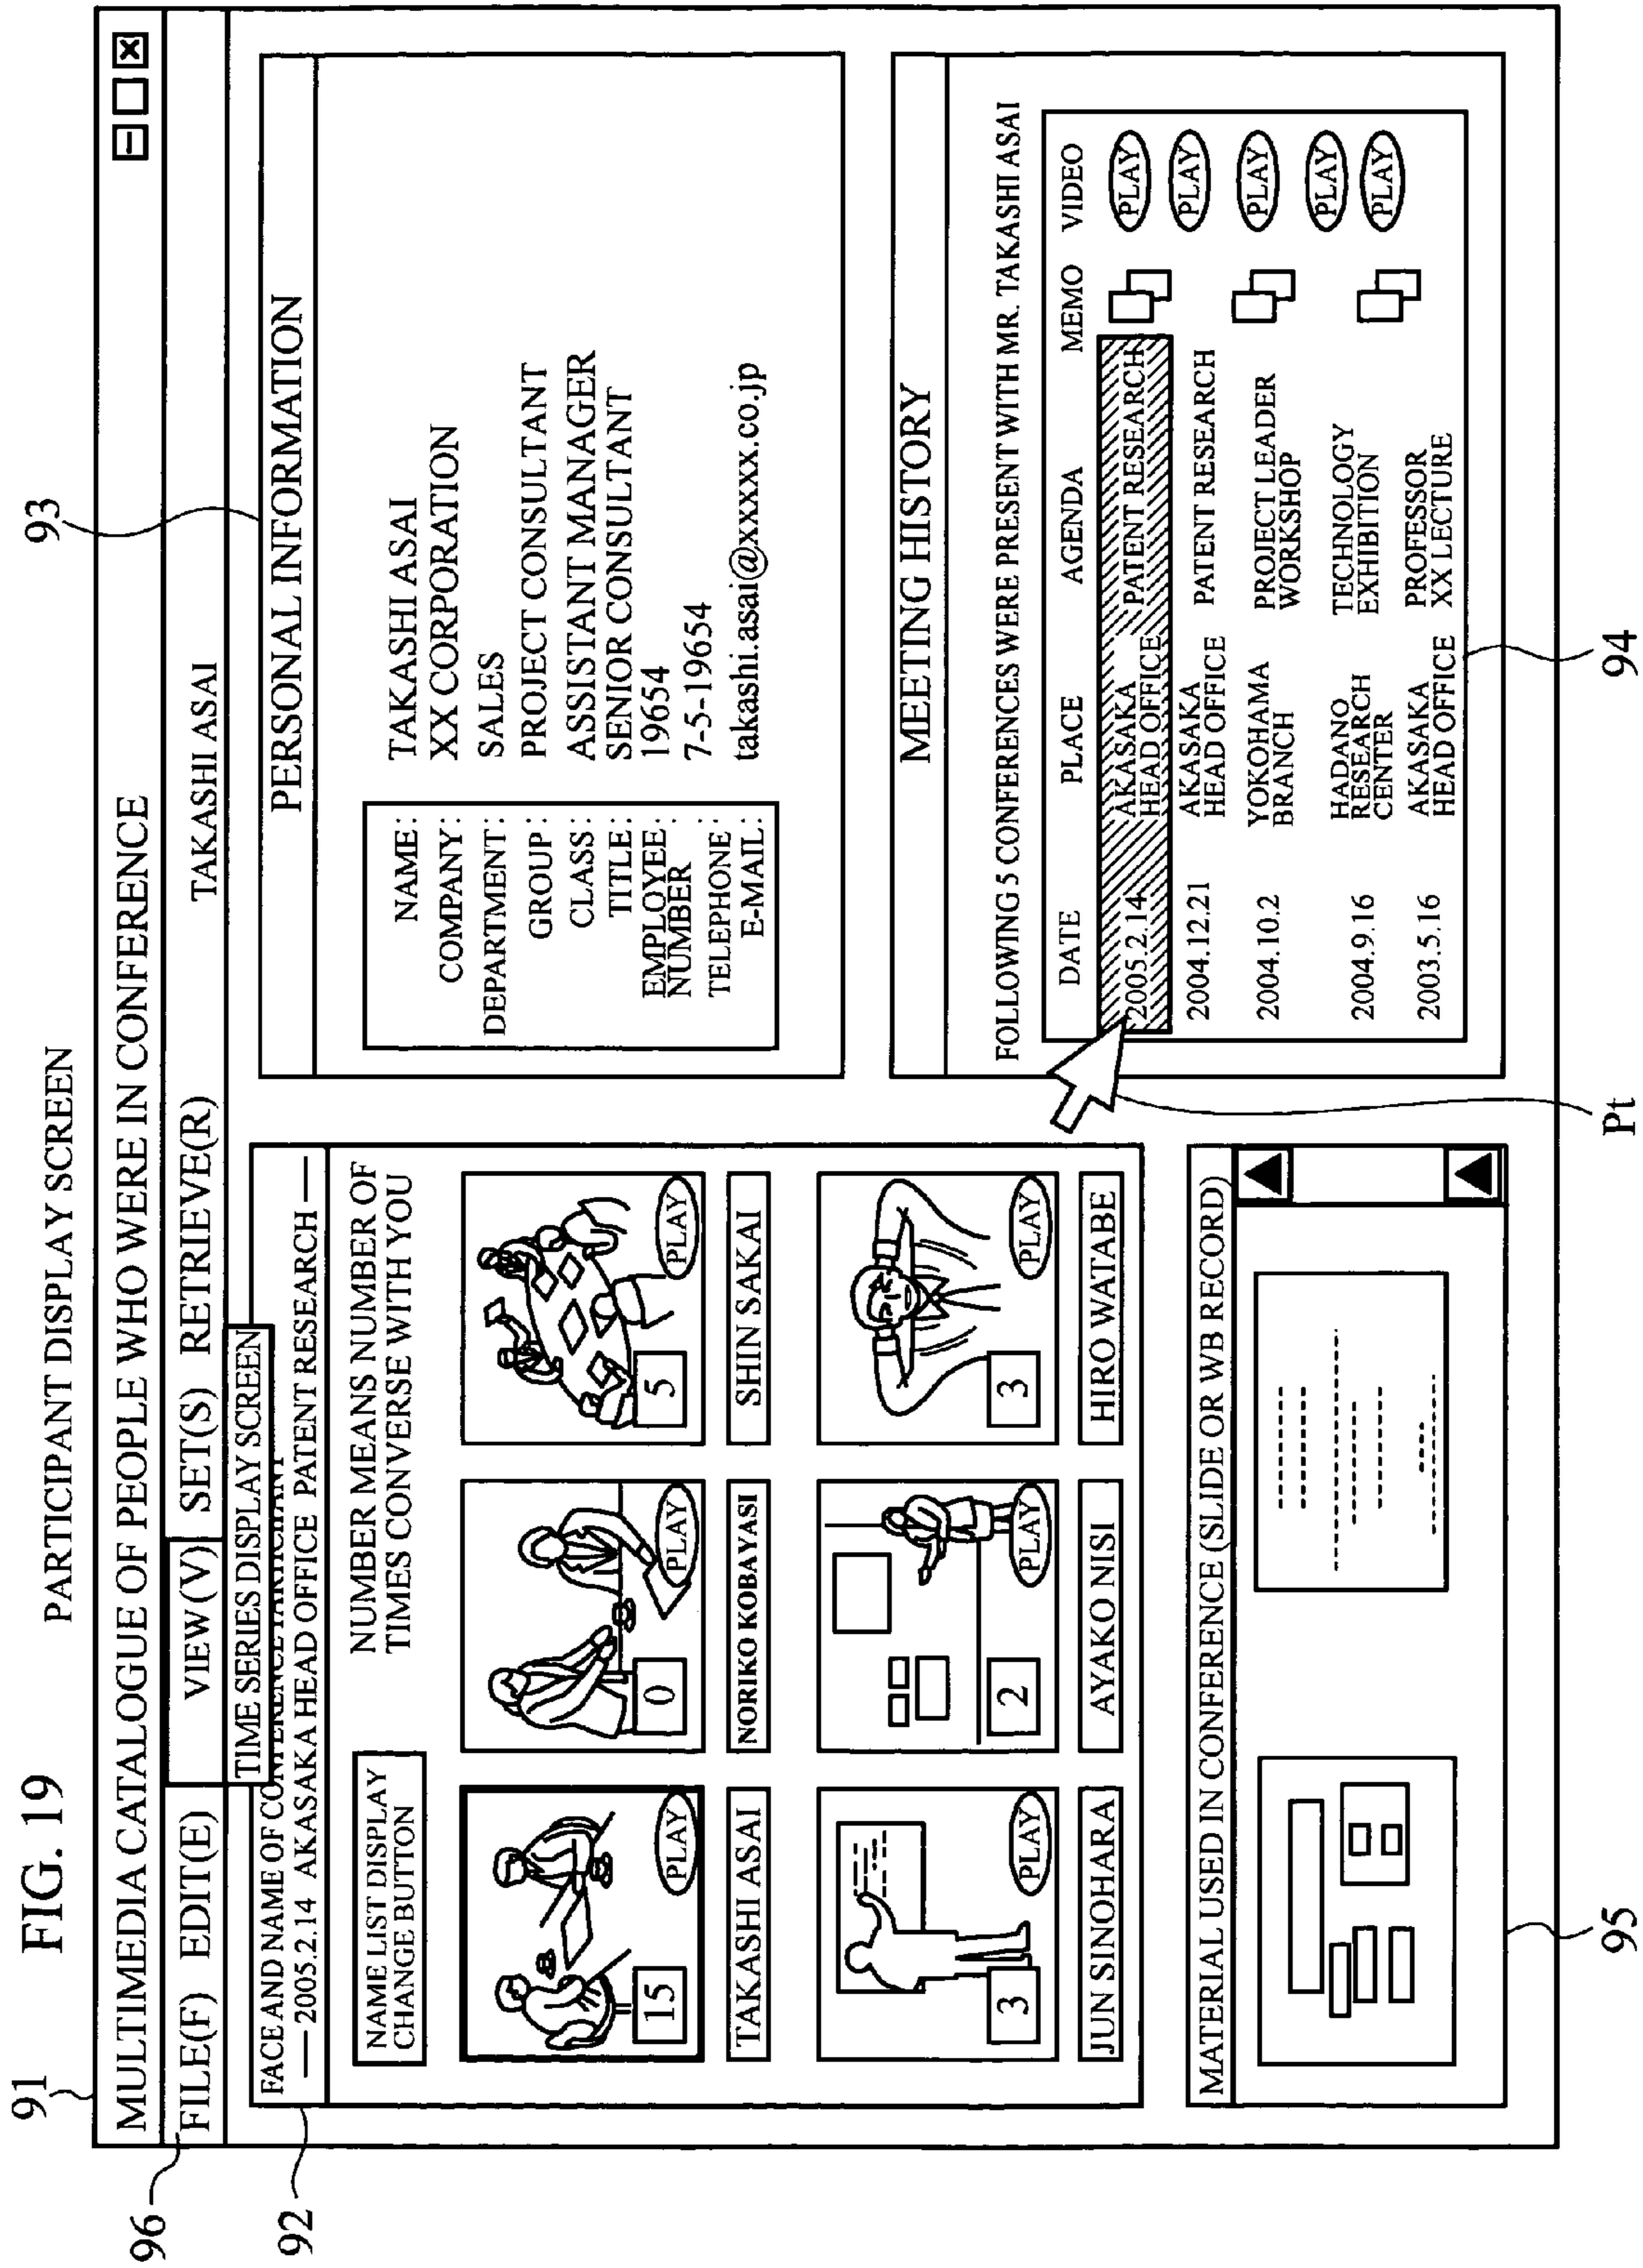 FIG. 19
PARTICIPANT DISPLAY SCREEN
91
96
92
93
94
95
Pt
MULTIMEDIA CATALOGUE OF PEOPLE WHO WERE IN CONFERENCE
FILE(F) EDIT(E) VIEW(V) SET(S) RETRIEVE(R) TAKASHI ASAI
TIME SERIES DISPLAY SCREEN
FACE AND NAME OF CONFERENCE PARTICIPANT
—— 2005.2.14 AKASAKA HEAD OFFICE PATENT RESEARCH ——
NAME LIST DISPLAY
CHANGE BUTTON
NUMBER MEANS NUMBER OF
TIMES CONVERSE WITH YOU
15 PLAY
0 PLAY
5 PLAY
TAKASHI ASAI
NORIKO KOBAYASI
SHIN SAKAI
3 PLAY
2 PLAY
3 PLAY
JUN SINOHARA
AYAKO NISI
HIRO WATABE
MATERIAL USED IN CONFERENCE (SLIDE OR WB RECORD)
PERSONAL INFORMATION
NAME: TAKASHI ASAI
COMPANY: XX CORPORATION
DEPARTMENT: SALES
GROUP: PROJECT CONSULTANT
CLASS: ASSISTANT MANAGER
TITLE: SENIOR CONSULTANT
EMPLOYEE: 19654
NUMBER
TELEPHONE: 7-5-19654
E-MAIL: takashi.asai@xxxxx.co.jp
MEETING HISTORY
FOLLOWING 5 CONFERENCES WERE PRESENT WITH MR. TAKASHI ASAI
DATE PLACE AGENDA MEMO VIDEO
2005.2.14 AKASAKA PATENT RESEARCH PLAY
HEAD OFFICE
2004.12.21 AKASAKA PATENT RESEARCH PLAY
HEAD OFFICE
2004.10.2 YOKOHAMA PROJECT LEADER PLAY
BRANCH WORKSHOP
2004.9.16 HADANO TECHNOLOGY PLAY
RESEARCH EXHIBITION
CENTER
2003.5.16 AKASAKA PROFESSOR PLAY
HEAD OFFICE XX LECTURE